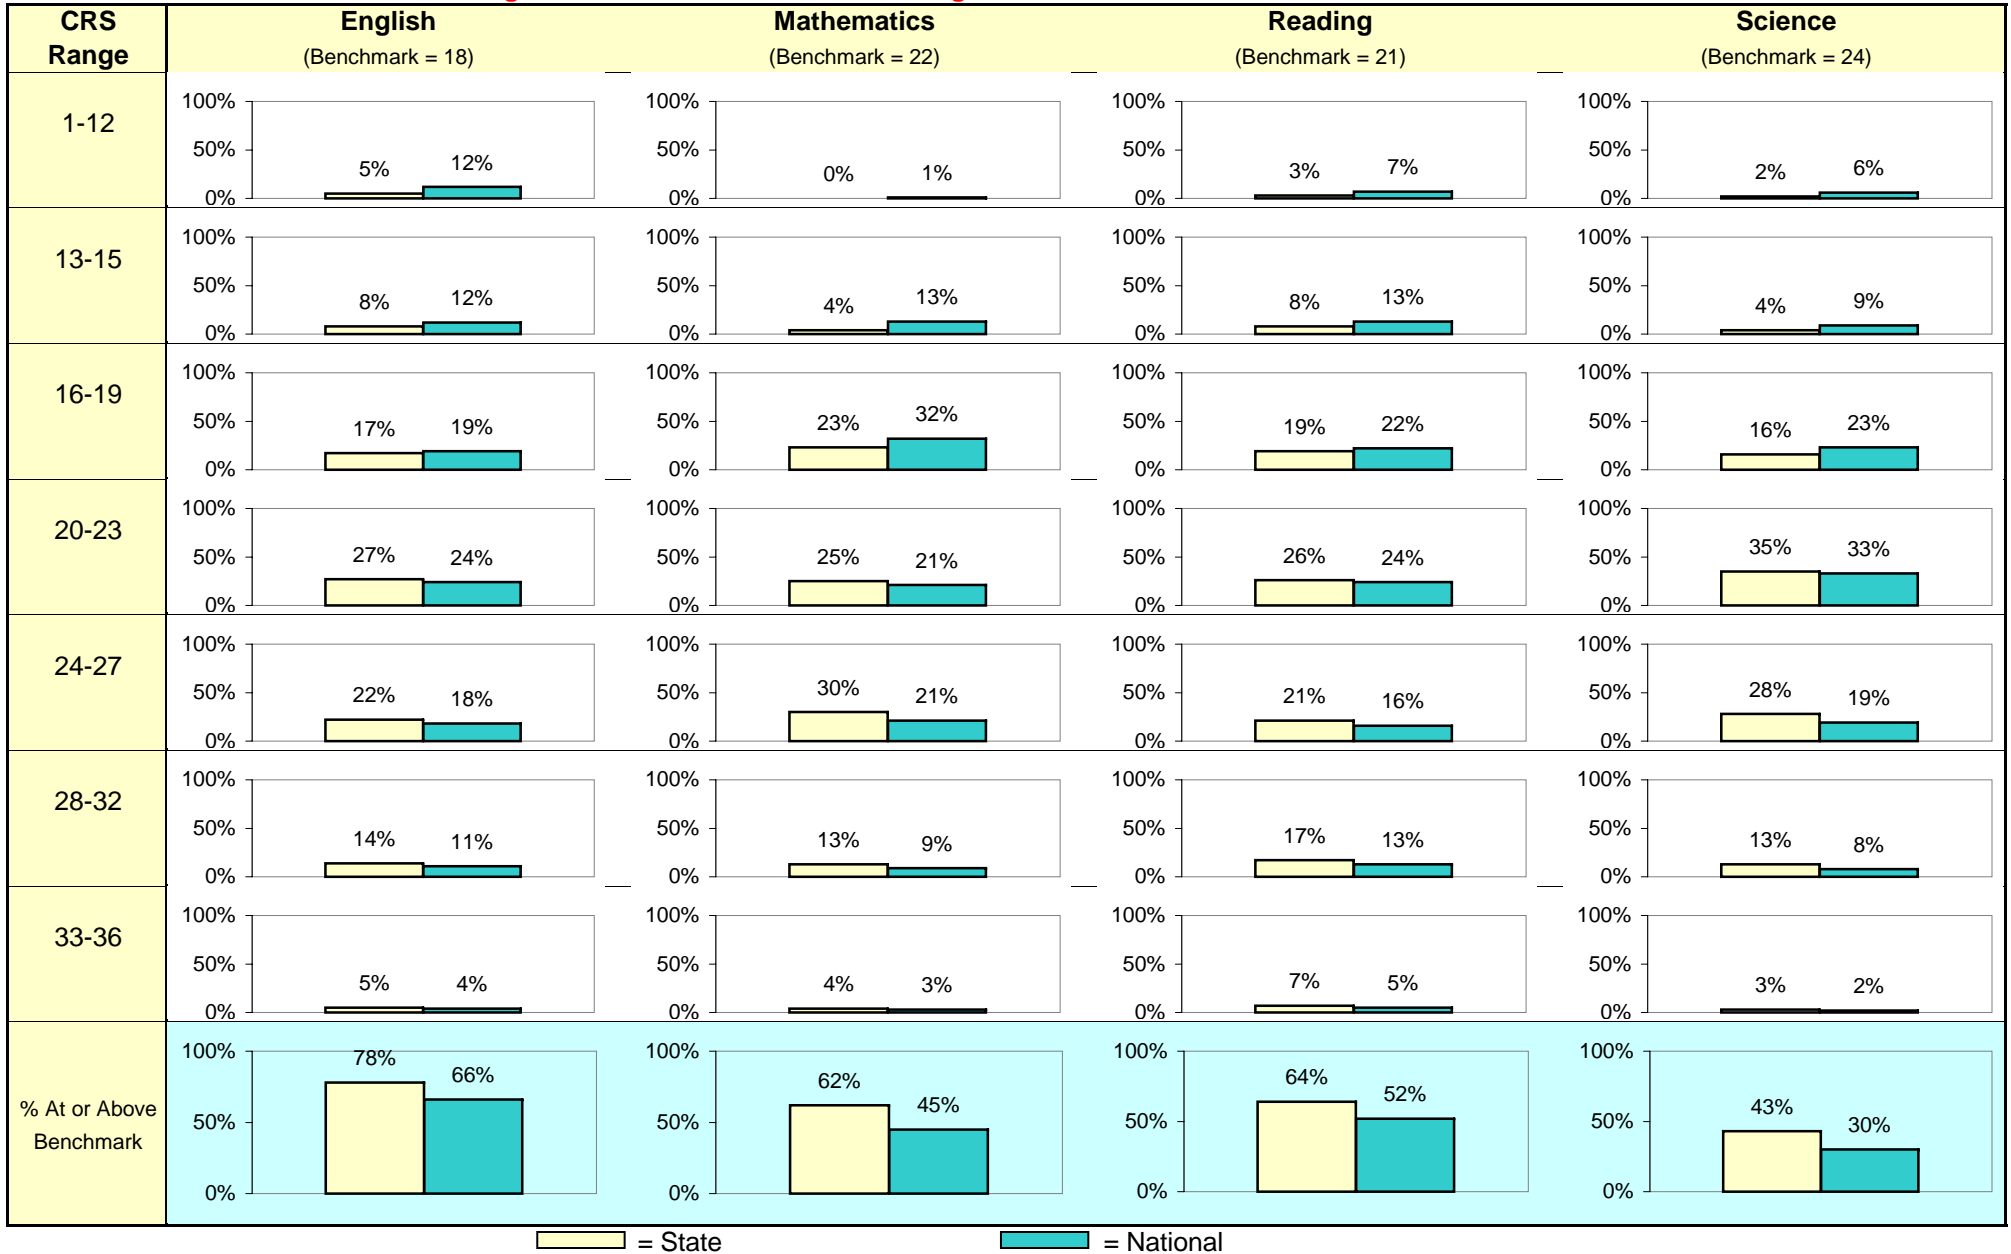 CRS Range English Mathematics Reading Science
(Benchmark = 18) (Benchmark = 22) (Benchmark = 21) (Benchmark = 24)
1-12
100% 100% 100% 100%
50% 5% 12% 50% 0% 1% 50% 3% 7% 50% 2% 6%
0% 0% 0% 0%
13-15
100% 100% 100% 100%
50% 8% 12% 50% 4% 13% 50% 8% 13% 50% 4% 9%
0% 0% 0% 0%
16-19
100% 100% 100% 100%
50% 17% 19% 50% 23% 32% 50% 19% 22% 50% 16% 23%
0% 0% 0% 0%
20-23
100% 100% 100% 100%
50% 27% 24% 50% 25% 21% 50% 26% 24% 50% 35% 33%
0% 0% 0% 0%
24-27
100% 100% 100% 100%
50% 22% 18% 50% 30% 21% 50% 21% 16% 50% 28% 19%
0% 0% 0% 0%
28-32
100% 100% 100% 100%
50% 14% 11% 50% 13% 9% 50% 17% 13% 50% 13% 8%
0% 0% 0% 0%
33-36
100% 100% 100% 100%
50% 5% 4% 50% 4% 3% 50% 7% 5% 50% 3% 2%
0% 0% 0% 0%
% At or Above
Benchmark
100% 78% 66% 100% 62% 45% 100% 64% 52% 100% 43% 30%
50% 50% 50% 50%
0% 0% 0% 0%
= State = National